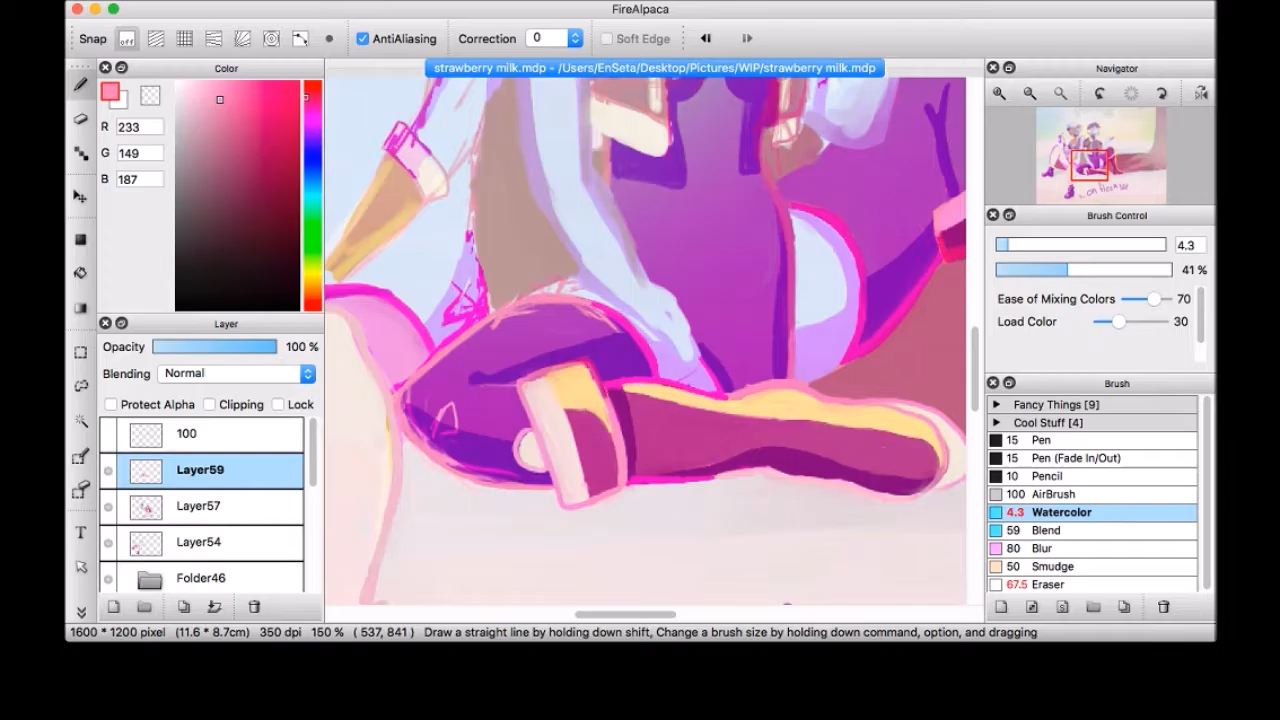 FireAlpaca
Snap off AntiAliasing Correction 0 Soft Edge
Color
strawberry milk.mdp - /Users/EnSeta/Desktop/Pictures/WIP/strawberry milk.mdp
Navigator
R 233
G 149
B 187
Brush Control
4.3
41 %
Ease of Mixing Colors 70
Load Color 30
Layer
Opacity 100 %
Blending Normal
Protect Alpha Clipping Lock
100
Layer59
Layer57
Layer54
Folder46
Brush
Fancy Things [9]
Cool Stuff [4]
15 Pen
15 Pen (Fade In/Out)
10 Pencil
100 AirBrush
4.3 Watercolor
59 Blend
80 Blur
50 Smudge
67.5 Eraser
T
1600 * 1200 pixel (11.6 * 8.7cm) 350 dpi 150 % ( 537, 841 ) Draw a straight line by holding down shift, Change a brush size by holding down command, option, and dragging